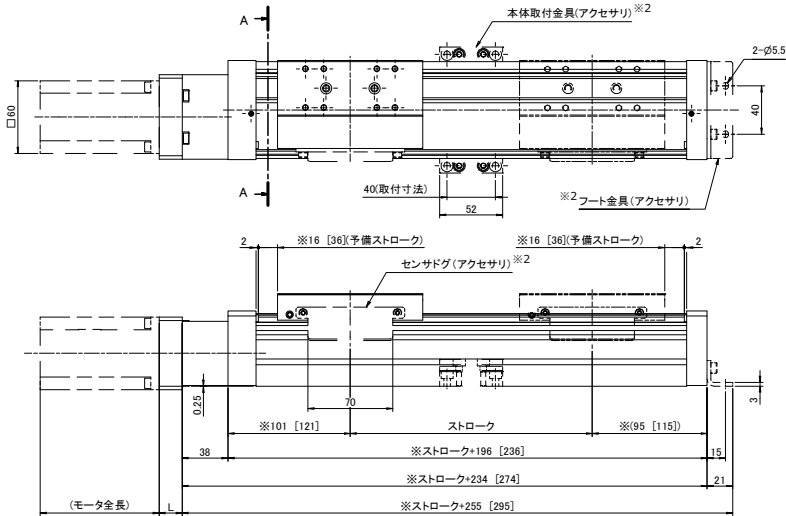 A
本体取付金具(アクセサリ)※2
2-Ø5.5
□60
40
A
40(取付寸法)
52
※2フート金具(アクセサリ)
2
※16 [36](予備ストローク)
※16 [36](予備ストローク)
2
センサドグ(アクセサリ)※2
0.25
70
3
※101 [121]
ストローク
※(95 [115])
38
※ストローク+196 [236]
15
※ストローク+234 [274]
21
(モータ全長)
L
※ストローク+255 [295]